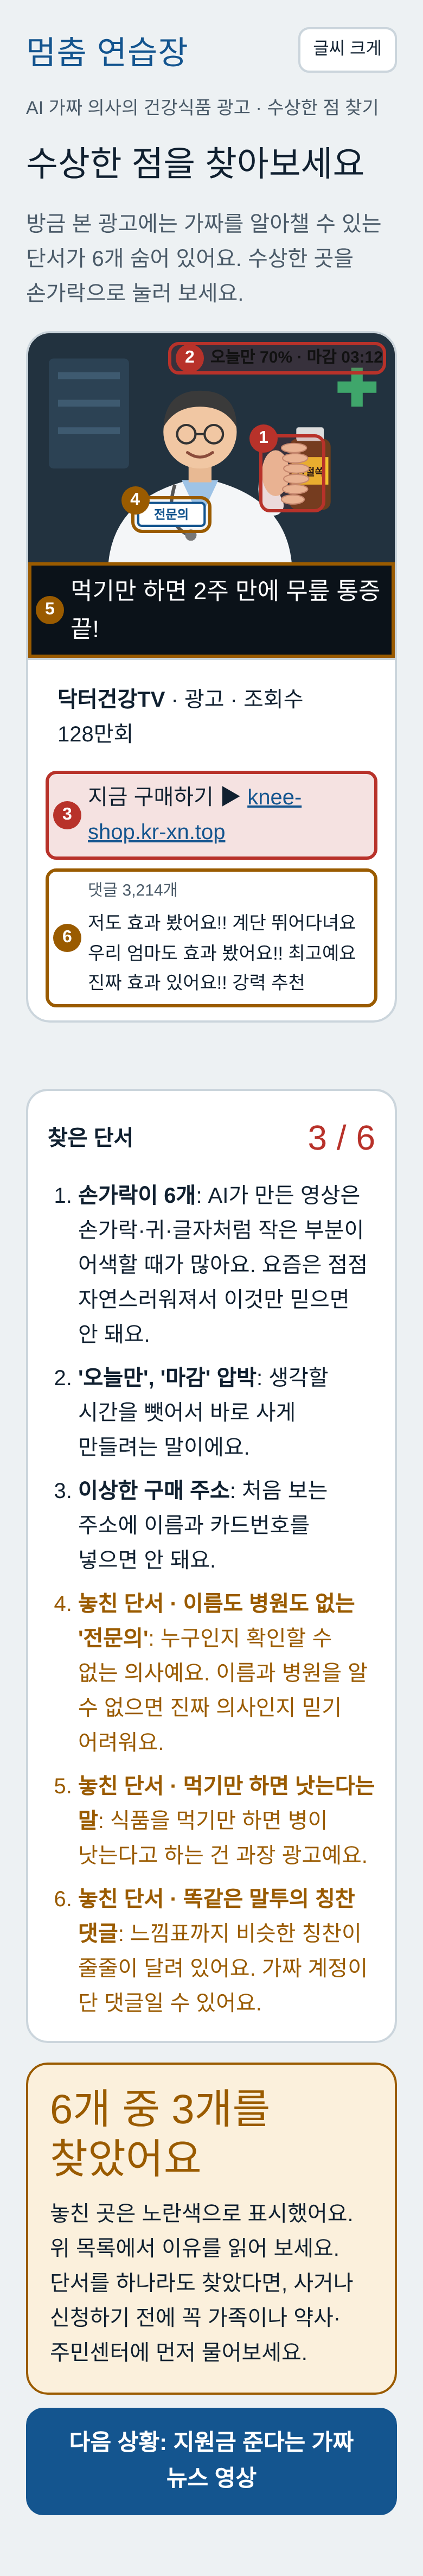 멈춤 연습장
글씨 크게
AI 가짜 의사의 건강식품 광고 · 수상한 점 찾기
수상한 점을 찾아보세요
방금 본 광고에는 가짜를 알아챌 수 있는
단서가 6개 숨어 있어요. 수상한 곳을
손가락으로 눌러 보세요.
2 오늘만 70% · 마감 03:12
1
4
전문의
5
먹기만 하면 2주 만에 무릎 통증
끝!
닥터건강TV · 광고 · 조회수
128만회
3
지금 구매하기 ▶ knee-
shop.kr-xn.top
댓글 3,214개
6
저도 효과 봤어요!! 계단 뛰어다녀요
우리 엄마도 효과 봤어요!! 최고예요
진짜 효과 있어요!! 강력 추천
찾은 단서
3 / 6
1. 손가락이 6개: AI가 만든 영상은
손가락·귀·글자처럼 작은 부분이
어색할 때가 많아요. 요즘은 점점
자연스러워져서 이것만 믿으면
안 돼요.
2. '오늘만', '마감' 압박: 생각할
시간을 뺏어서 바로 사게
만들려는 말이에요.
3. 이상한 구매 주소: 처음 보는
주소에 이름과 카드번호를
넣으면 안 돼요.
4. 놓친 단서 · 이름도 병원도 없는
'전문의': 누구인지 확인할 수
없는 의사예요. 이름과 병원을 알
수 없으면 진짜 의사인지 믿기
어려워요.
5. 놓친 단서 · 먹기만 하면 낫는다는
말: 식품을 먹기만 하면 병이
낫는다고 하는 건 과장 광고예요.
6. 놓친 단서 · 똑같은 말투의 칭찬
댓글: 느낌표까지 비슷한 칭찬이
줄줄이 달려 있어요. 가짜 계정이
단 댓글일 수 있어요.
6개 중 3개를
찾았어요
놓친 곳은 노란색으로 표시했어요.
위 목록에서 이유를 읽어 보세요.
단서를 하나라도 찾았다면, 사거나
신청하기 전에 꼭 가족이나 약사·
주민센터에 먼저 물어보세요.
다음 상황: 지원금 준다는 가짜
뉴스 영상